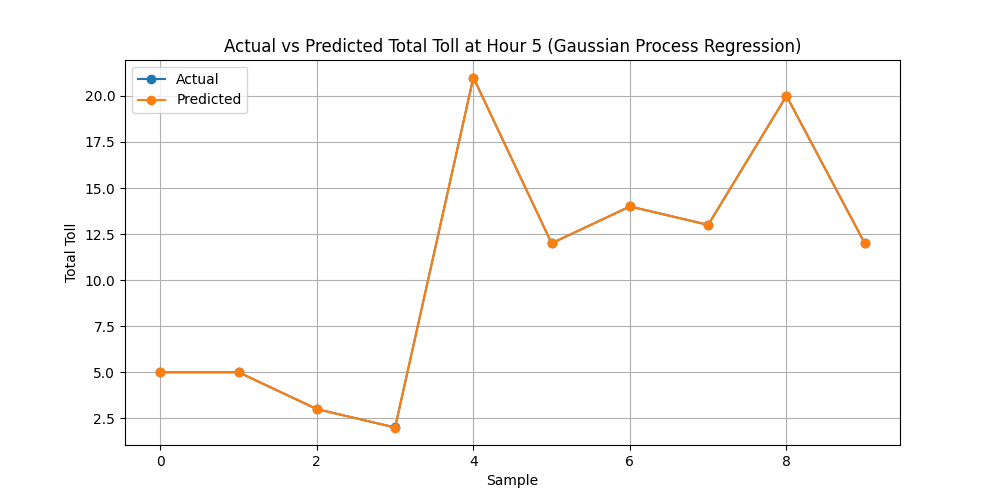 Actual vs Predicted Total Toll at Hour 5 (Gaussian Process Regression)
Actual
Predicted
20.0
17.5
15.0
12.5
10.0
7.5
5.0
2.5
Total Toll
0 2 4 6 8
Sample